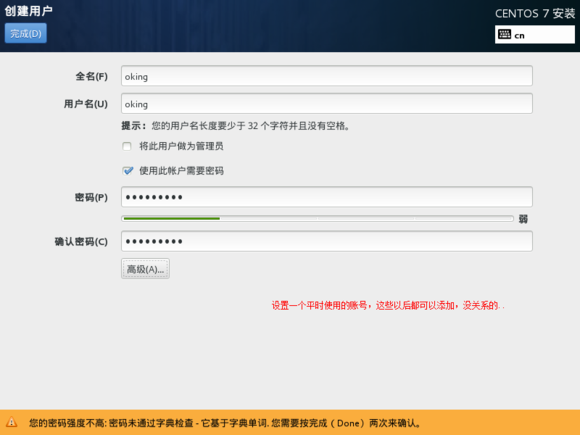 创建用户
CENTOS 7 安装
完成(D)
cn
全名(F)
oking
用户名(U)
oking
提示： 您的用户名长度要少于 32 个字符并且没有空格。
将此用户做为管理员
使用此帐户需要密码
密码(P)
●●●●●●●●●
弱
确认密码(C)
●●●●●●●●●
高级(A)...
设置一个平时使用的账号，这些以后都可以添加，没关系的..
您的密码强度不高: 密码未通过字典检查 - 它基于字典单词. 您需要按完成（Done）两次来确认。